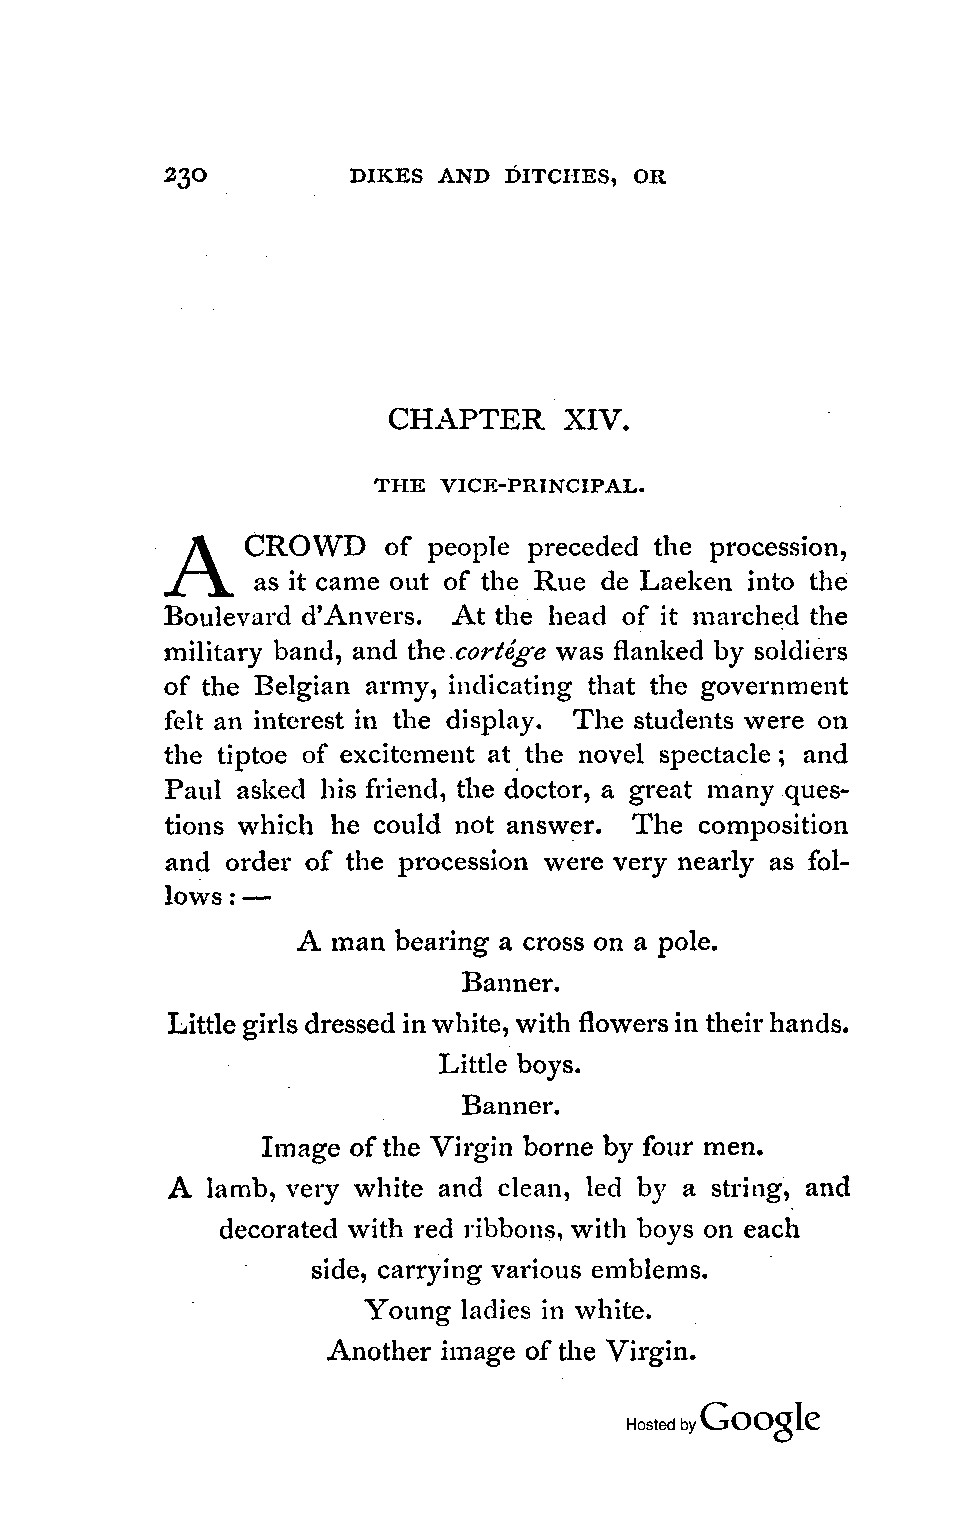 230 DIKES AND DITCHES, OR
CHAPTER XIV.
THE VICE-PRINCIPAL.
A CROWD of people preceded the procession,
as it came out of the Rue de Laeken into the
Boulevard d'Anvers. At the head of it marched the
military band, and the cortége was flanked by soldiers
of the Belgian army, indicating that the government
felt an interest in the display. The students were on
the tiptoe of excitement at the novel spectacle; and
Paul asked his friend, the doctor, a great many ques-
tions which he could not answer. The composition
and order of the procession were very nearly as fol-
lows: —
A man bearing a cross on a pole.
Banner.
Little girls dressed in white, with flowers in their hands.
Little boys.
Banner.
Image of the Virgin borne by four men.
A lamb, very white and clean, led by a string, and
decorated with red ribbons, with boys on each
side, carrying various emblems.
Young ladies in white.
Another image of the Virgin.
Hosted by Google